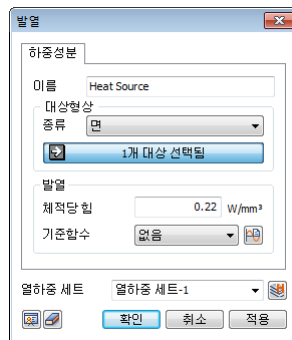 발열
하중성분
이름 Heat Source
대상형상
종류 면
1개 대상 선택됨
발열
체적당 힘 0.22 W/mm³
기준함수 없음
열하중 세트 열하중 세트-1
확인 취소 적용